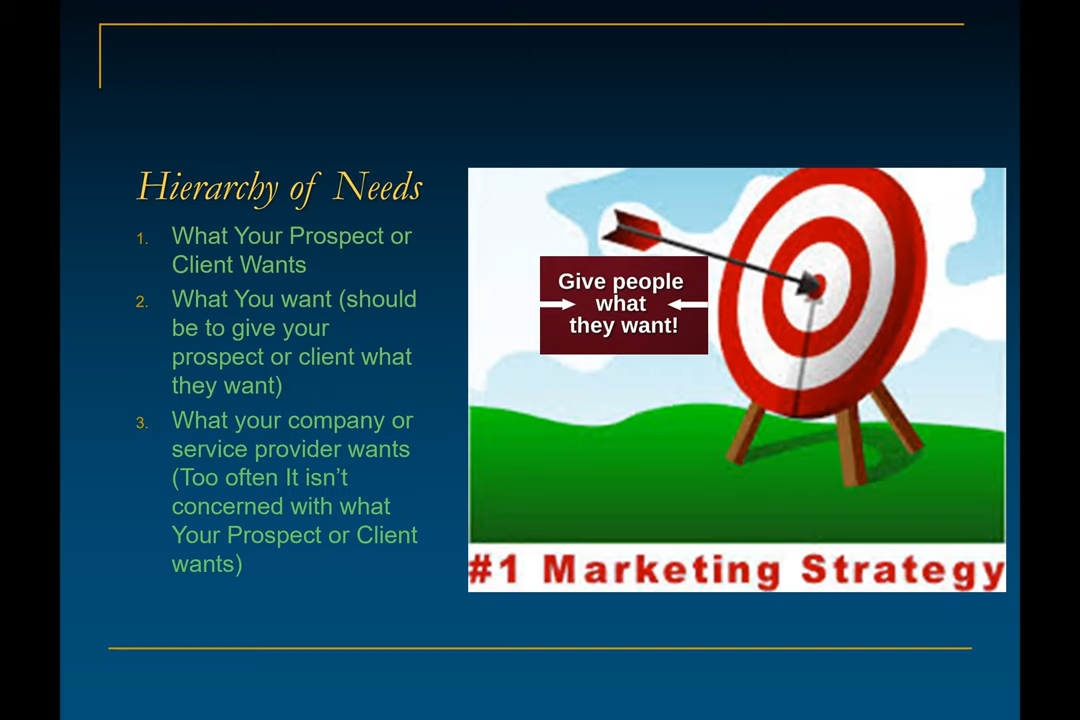 Hierarchy of Needs
1. What Your Prospect or
Client Wants
2. What You want (should
be to give your
prospect or client what
they want)
3. What your company or
service provider wants
(Too often It isn’t
concerned with what
Your Prospect or Client
wants)
Give people
what
they want!
#1 Marketing Strategy